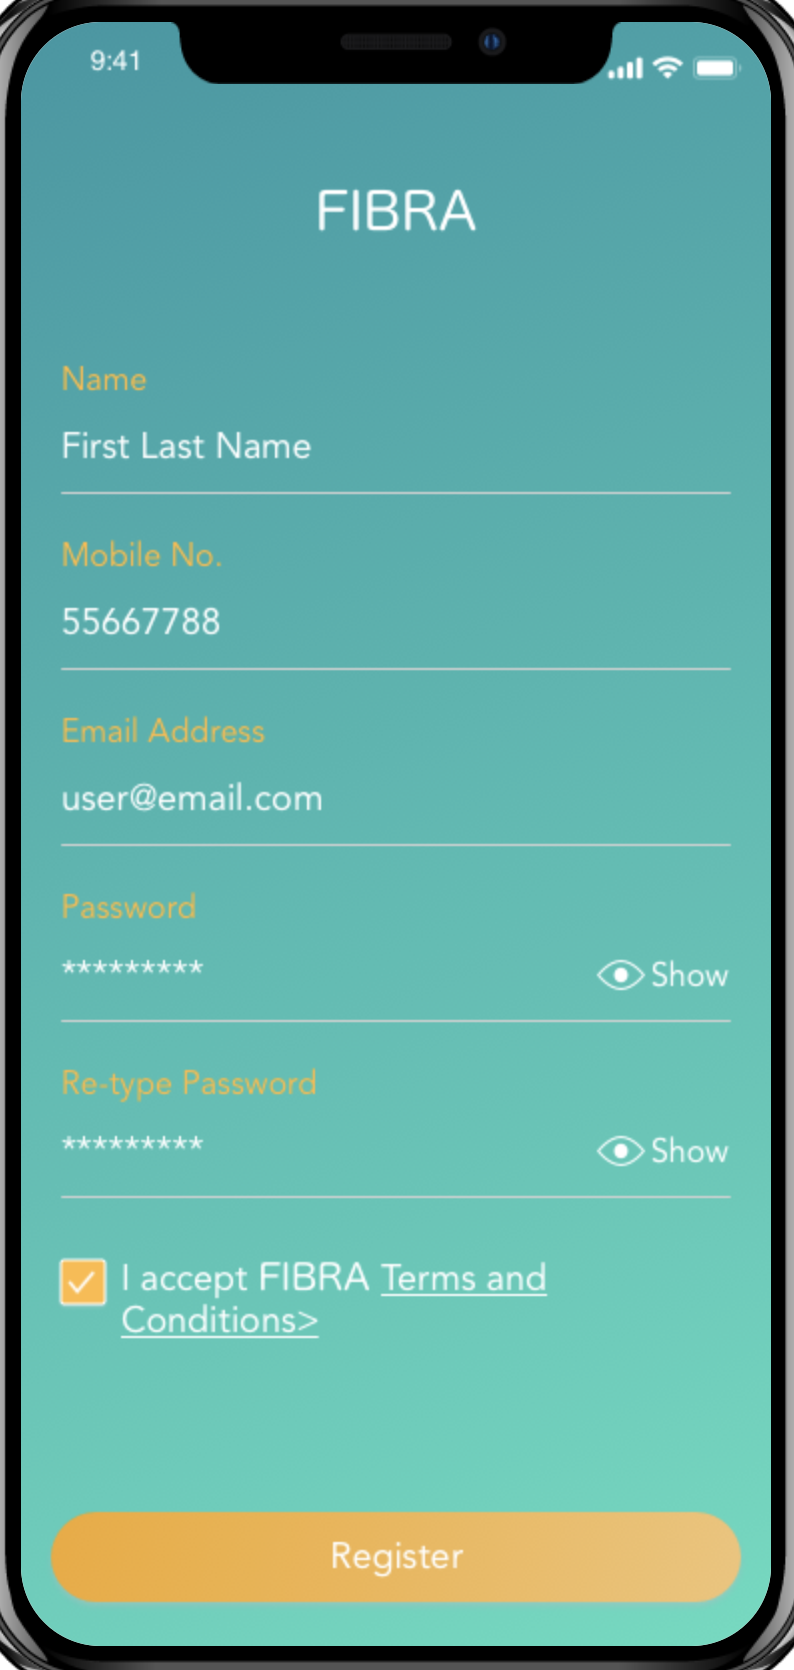 9:41
FIBRA
Name
First Last Name
Mobile No.
55667788
Email Address
user@email.com
Password
*********
Show
Re-type Password
*********
Show
I accept FIBRA Terms and
Conditions>
Register